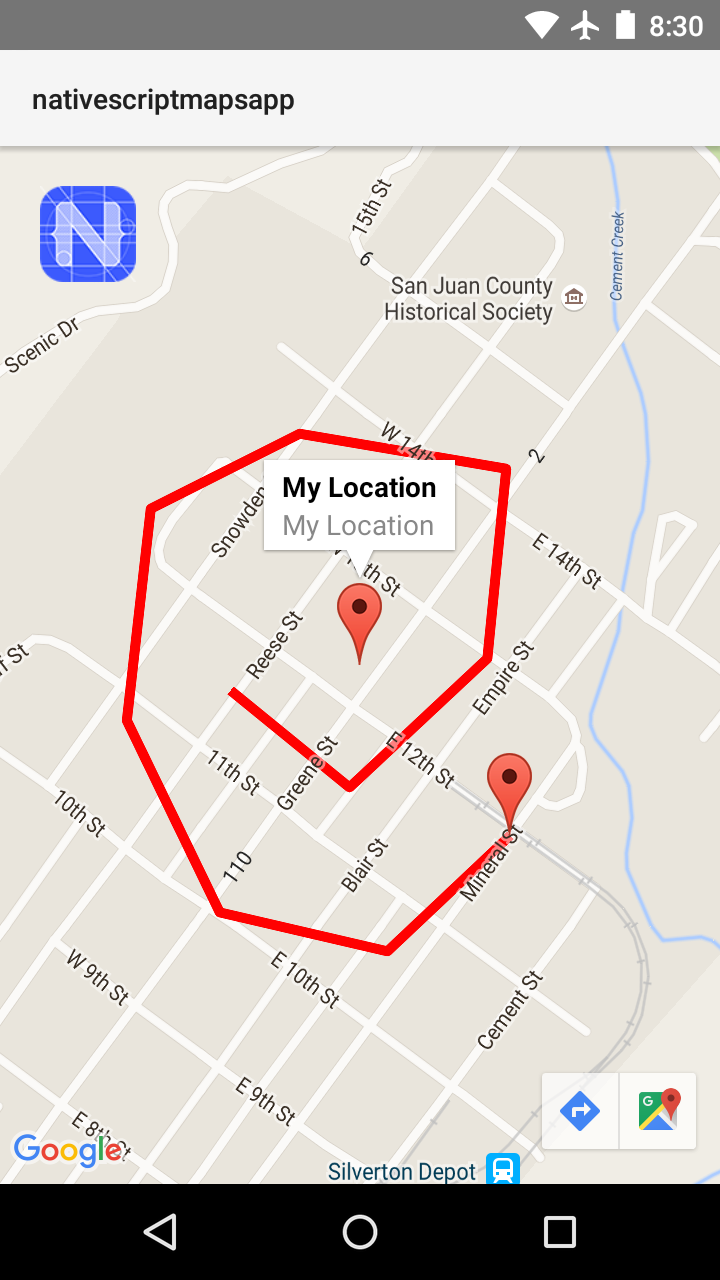 8:30
nativescriptmapsapp
N
15th St
6
Cement Creek
San Juan County
Historical Society
Scenic Dr
W 14th
2
My Location
My Location
Snowden
E 14th St
th St
Reese St
Empire St
St
E 12th St
Greene St
11th St
10th St
Mineral St
Blair St
110
W 9th St
E 10th St
Cement St
E 9th St
G
E 8th St
Google
Silverton Depot